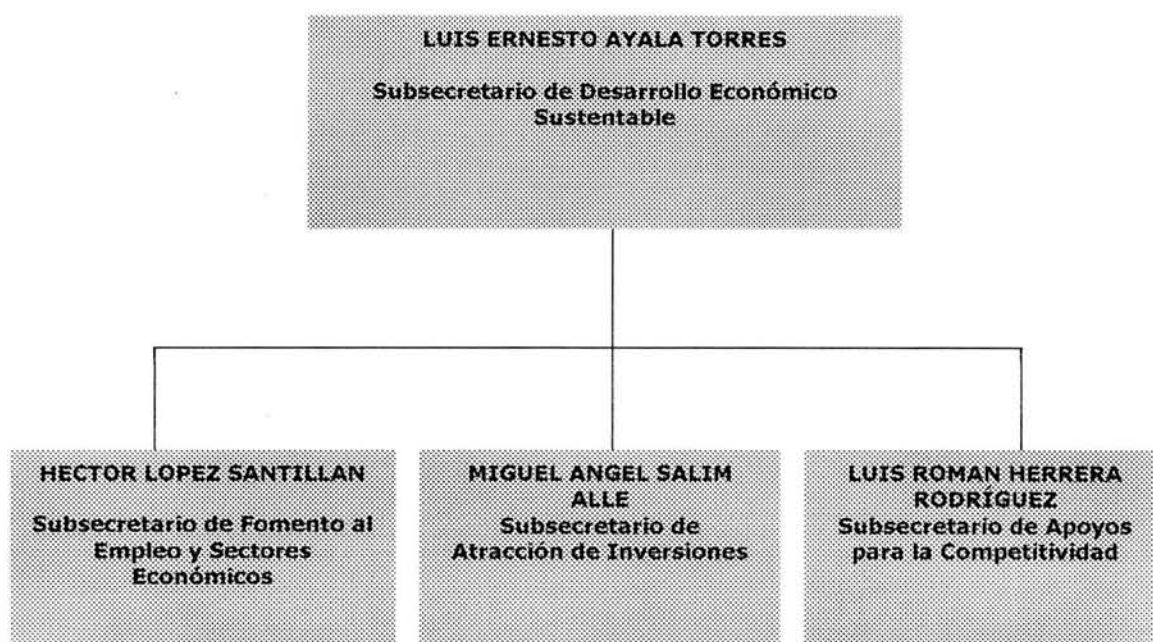 LUIS ERNESTO AYALA TORRES
Subsecretario de Desarrollo Económico
Sustentable
HECTOR LOPEZ SANTILLAN
Subsecretario de Fomento al
Empleo y Sectores
Económicos
MIGUEL ANGEL SALIM
ALLE
Subsecretario de
Atracción de Inversiones
LUIS ROMAN HERRERA
RODRÍGUEZ
Subsecretario de Apoyos
para la Competitividad